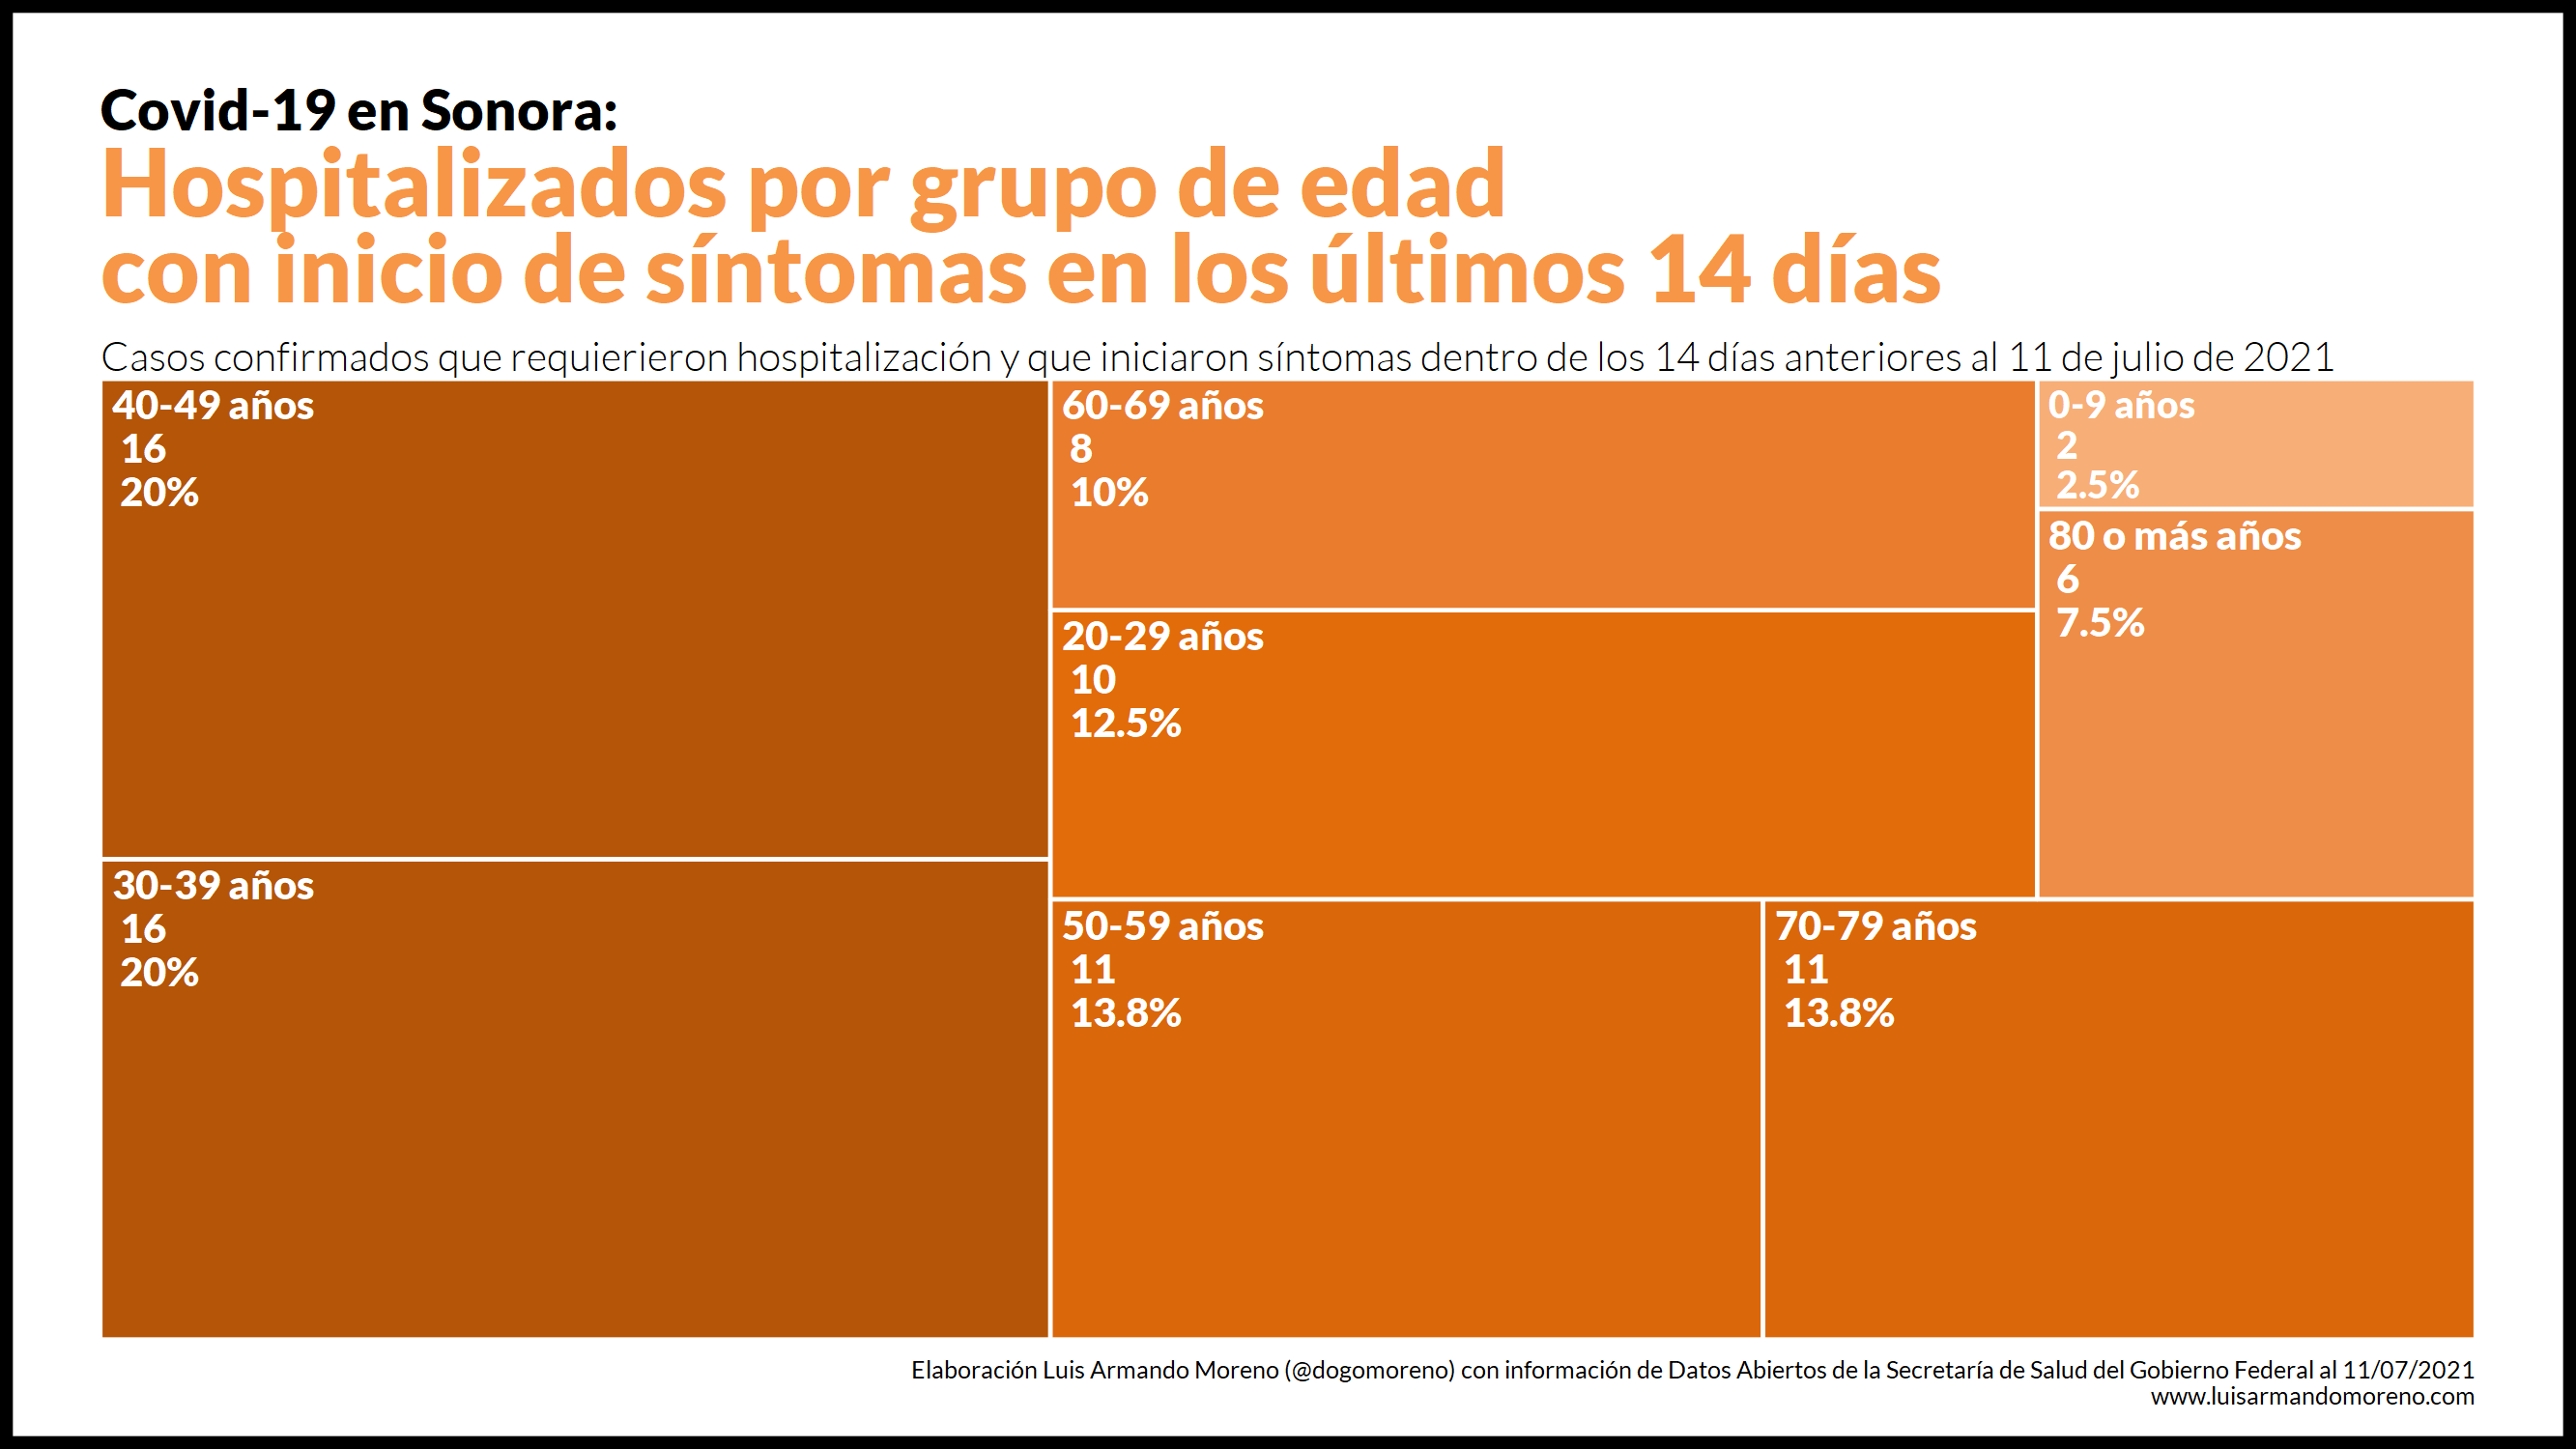 Covid-19 en Sonora:
Hospitalizados por grupo de edad
con inicio de síntomas en los últimos 14 días
Casos confirmados que requierieron hospitalización y que iniciaron síntomas dentro de los 14 días anteriores al 11 de julio de 2021
40-49 años
16
20%
30-39 años
16
20%
60-69 años
8
10%
20-29 años
10
12.5%
50-59 años
11
13.8%
70-79 años
11
13.8%
0-9 años
2
2.5%
80 o más años
6
7.5%
Elaboración Luis Armando Moreno (@dogomoreno) con información de Datos Abiertos de la Secretaría de Salud del Gobierno Federal al 11/07/2021
www.luisarmandomoreno.com